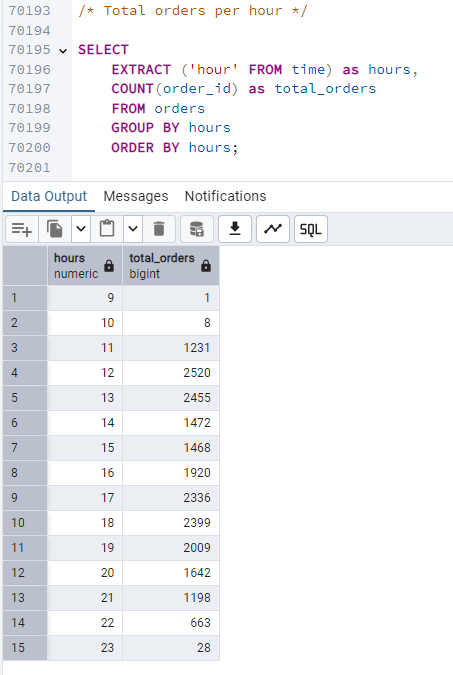 70193 /* Total orders per hour */
70194
70195 SELECT
70196 EXTRACT ('hour' FROM time) as hours,
70197 COUNT(order_id) as total_orders
70198 FROM orders
70199 GROUP BY hours
70200 ORDER BY hours;
70201
Data Output Messages Notifications
SQL
hours total_orders
numeric bigint
1 9 1
2 10 8
3 11 1231
4 12 2520
5 13 2455
6 14 1472
7 15 1468
8 16 1920
9 17 2336
10 18 2399
11 19 2009
12 20 1642
13 21 1198
14 22 663
15 23 28